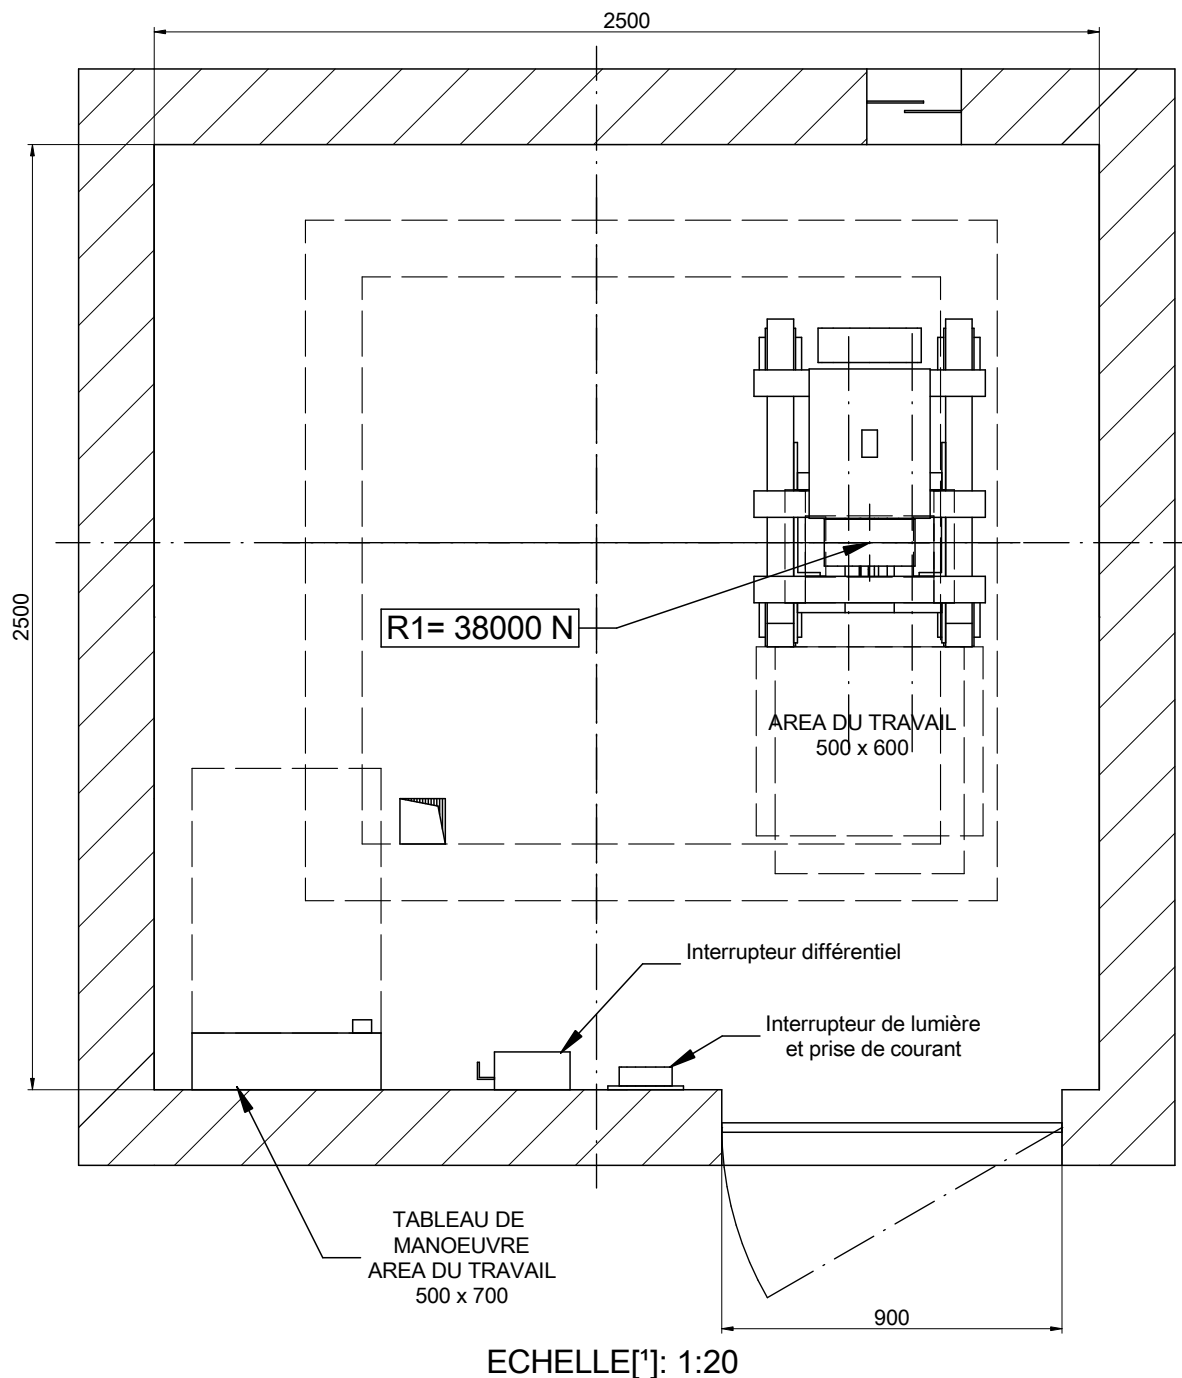 2500
2500
R1= 38000 N
AREA DU TRAVAIL
500 x 600
Interrupteur différentiel
Interrupteur de lumière
et prise de courant
TABLEAU DE
MANOEUVRE
AREA DU TRAVAIL
500 x 700
900
ECHELLE[¹]: 1:20